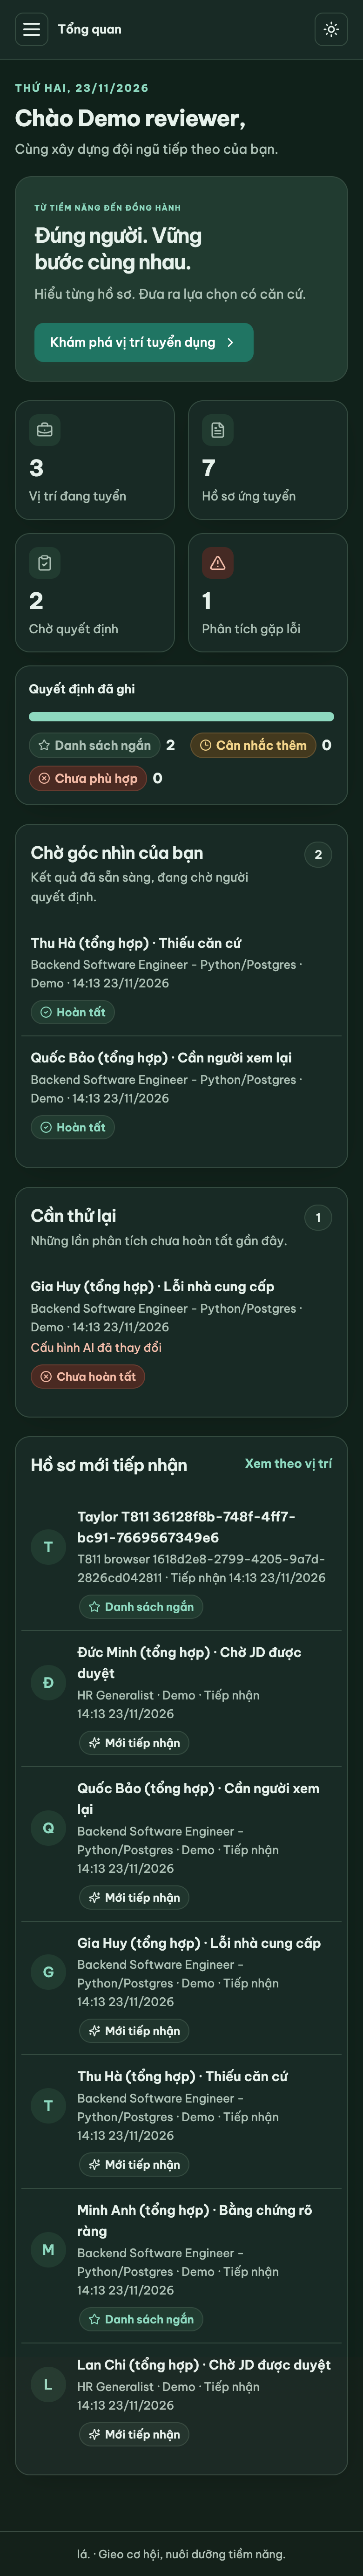 Tổng quan
THỨ HAI, 23/11/2026
Chào Demo reviewer,
Cùng xây dựng đội ngũ tiếp theo của bạn.
TỪ TIỀM NĂNG ĐẾN ĐỒNG HÀNH
Đúng người. Vững
bước cùng nhau.
Hiểu từng hồ sơ. Đưa ra lựa chọn có căn cứ.
Khám phá vị trí tuyển dụng
3
Vị trí đang tuyển
7
Hồ sơ ứng tuyển
2
Chờ quyết định
1
Phân tích gặp lỗi
Quyết định đã ghi
Danh sách ngắn 2
Cân nhắc thêm 0
Chưa phù hợp 0
Chờ góc nhìn của bạn
2
Kết quả đã sẵn sàng, đang chờ người
quyết định.
Thu Hà (tổng hợp) · Thiếu căn cứ
Backend Software Engineer - Python/Postgres ·
Demo · 14:13 23/11/2026
Hoàn tất
Quốc Bảo (tổng hợp) · Cần người xem lại
Backend Software Engineer - Python/Postgres ·
Demo · 14:13 23/11/2026
Hoàn tất
Cần thử lại
1
Những lần phân tích chưa hoàn tất gần đây.
Gia Huy (tổng hợp) · Lỗi nhà cung cấp
Backend Software Engineer - Python/Postgres ·
Demo · 14:13 23/11/2026
Cấu hình AI đã thay đổi
Chưa hoàn tất
Hồ sơ mới tiếp nhận
Xem theo vị trí
T
Taylor T811 36128f8b-748f-4ff7-
bc91-7669567349e6
T811 browser 1618d2e8-2799-4205-9a7d-
2826cd042811 · Tiếp nhận 14:13 23/11/2026
Danh sách ngắn
Đ
Đức Minh (tổng hợp) · Chờ JD được
duyệt
HR Generalist · Demo · Tiếp nhận
14:13 23/11/2026
Mới tiếp nhận
Q
Quốc Bảo (tổng hợp) · Cần người xem
lại
Backend Software Engineer -
Python/Postgres · Demo · Tiếp nhận
14:13 23/11/2026
Mới tiếp nhận
G
Gia Huy (tổng hợp) · Lỗi nhà cung cấp
Backend Software Engineer -
Python/Postgres · Demo · Tiếp nhận
14:13 23/11/2026
Mới tiếp nhận
T
Thu Hà (tổng hợp) · Thiếu căn cứ
Backend Software Engineer -
Python/Postgres · Demo · Tiếp nhận
14:13 23/11/2026
Mới tiếp nhận
M
Minh Anh (tổng hợp) · Bằng chứng rõ
ràng
Backend Software Engineer -
Python/Postgres · Demo · Tiếp nhận
14:13 23/11/2026
Danh sách ngắn
L
Lan Chi (tổng hợp) · Chờ JD được duyệt
HR Generalist · Demo · Tiếp nhận
14:13 23/11/2026
Mới tiếp nhận
lá. · Gieo cơ hội, nuôi dưỡng tiềm năng.